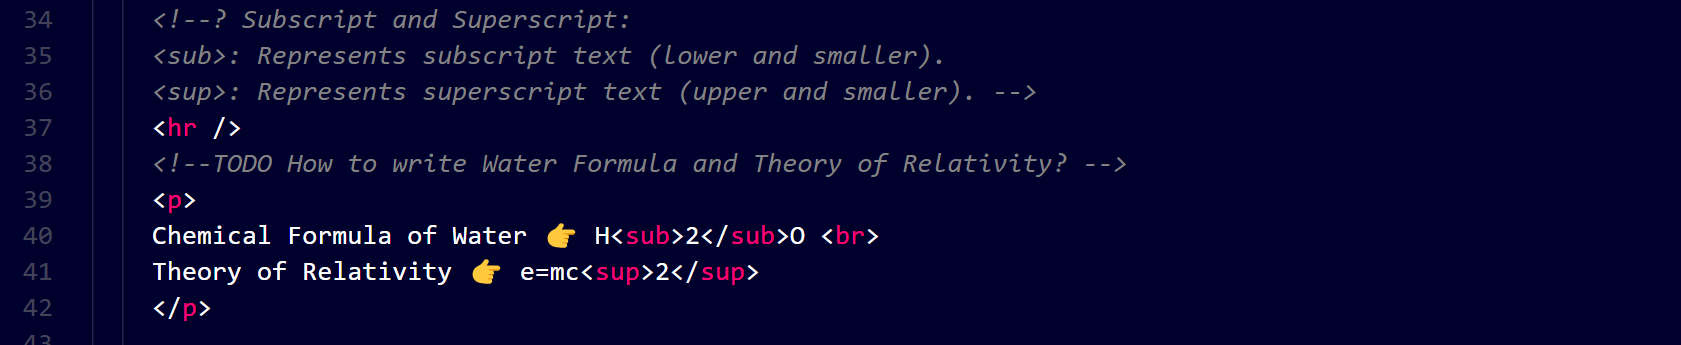 34 <!--? Subscript and Superscript:
35 <sub>: Represents subscript text (lower and smaller).
36 <sup>: Represents superscript text (upper and smaller). -->
37 <hr />
38 <!--TODO How to write Water Formula and Theory of Relativity? -->
39 <p>
40 Chemical Formula of Water 👉 H<sub>2</sub>O <br>
41 Theory of Relativity 👉 e=mc<sup>2</sup>
42 </p>
43